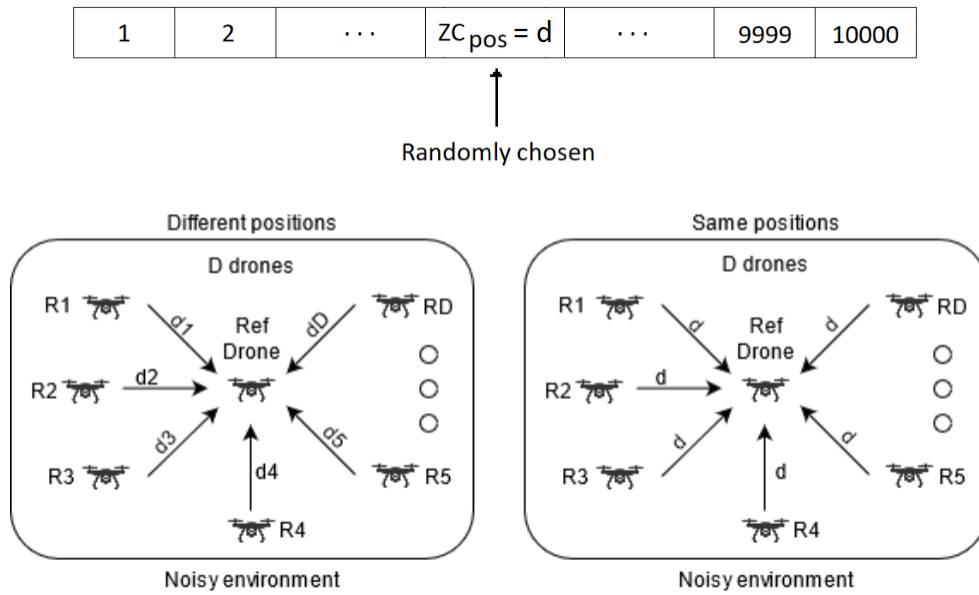 1 2 · · · ZC pos = d · · · 9999 10000
Randomly chosen
Different positions
D drones
R1 d1 Ref Drone dD RD
R2 d2
R3 d3 d4 d5 R5
R4
Noisy environment
Same positions
D drones
R1 d Ref Drone d RD
R2 d
R3 d d d R5
R4
Noisy environment